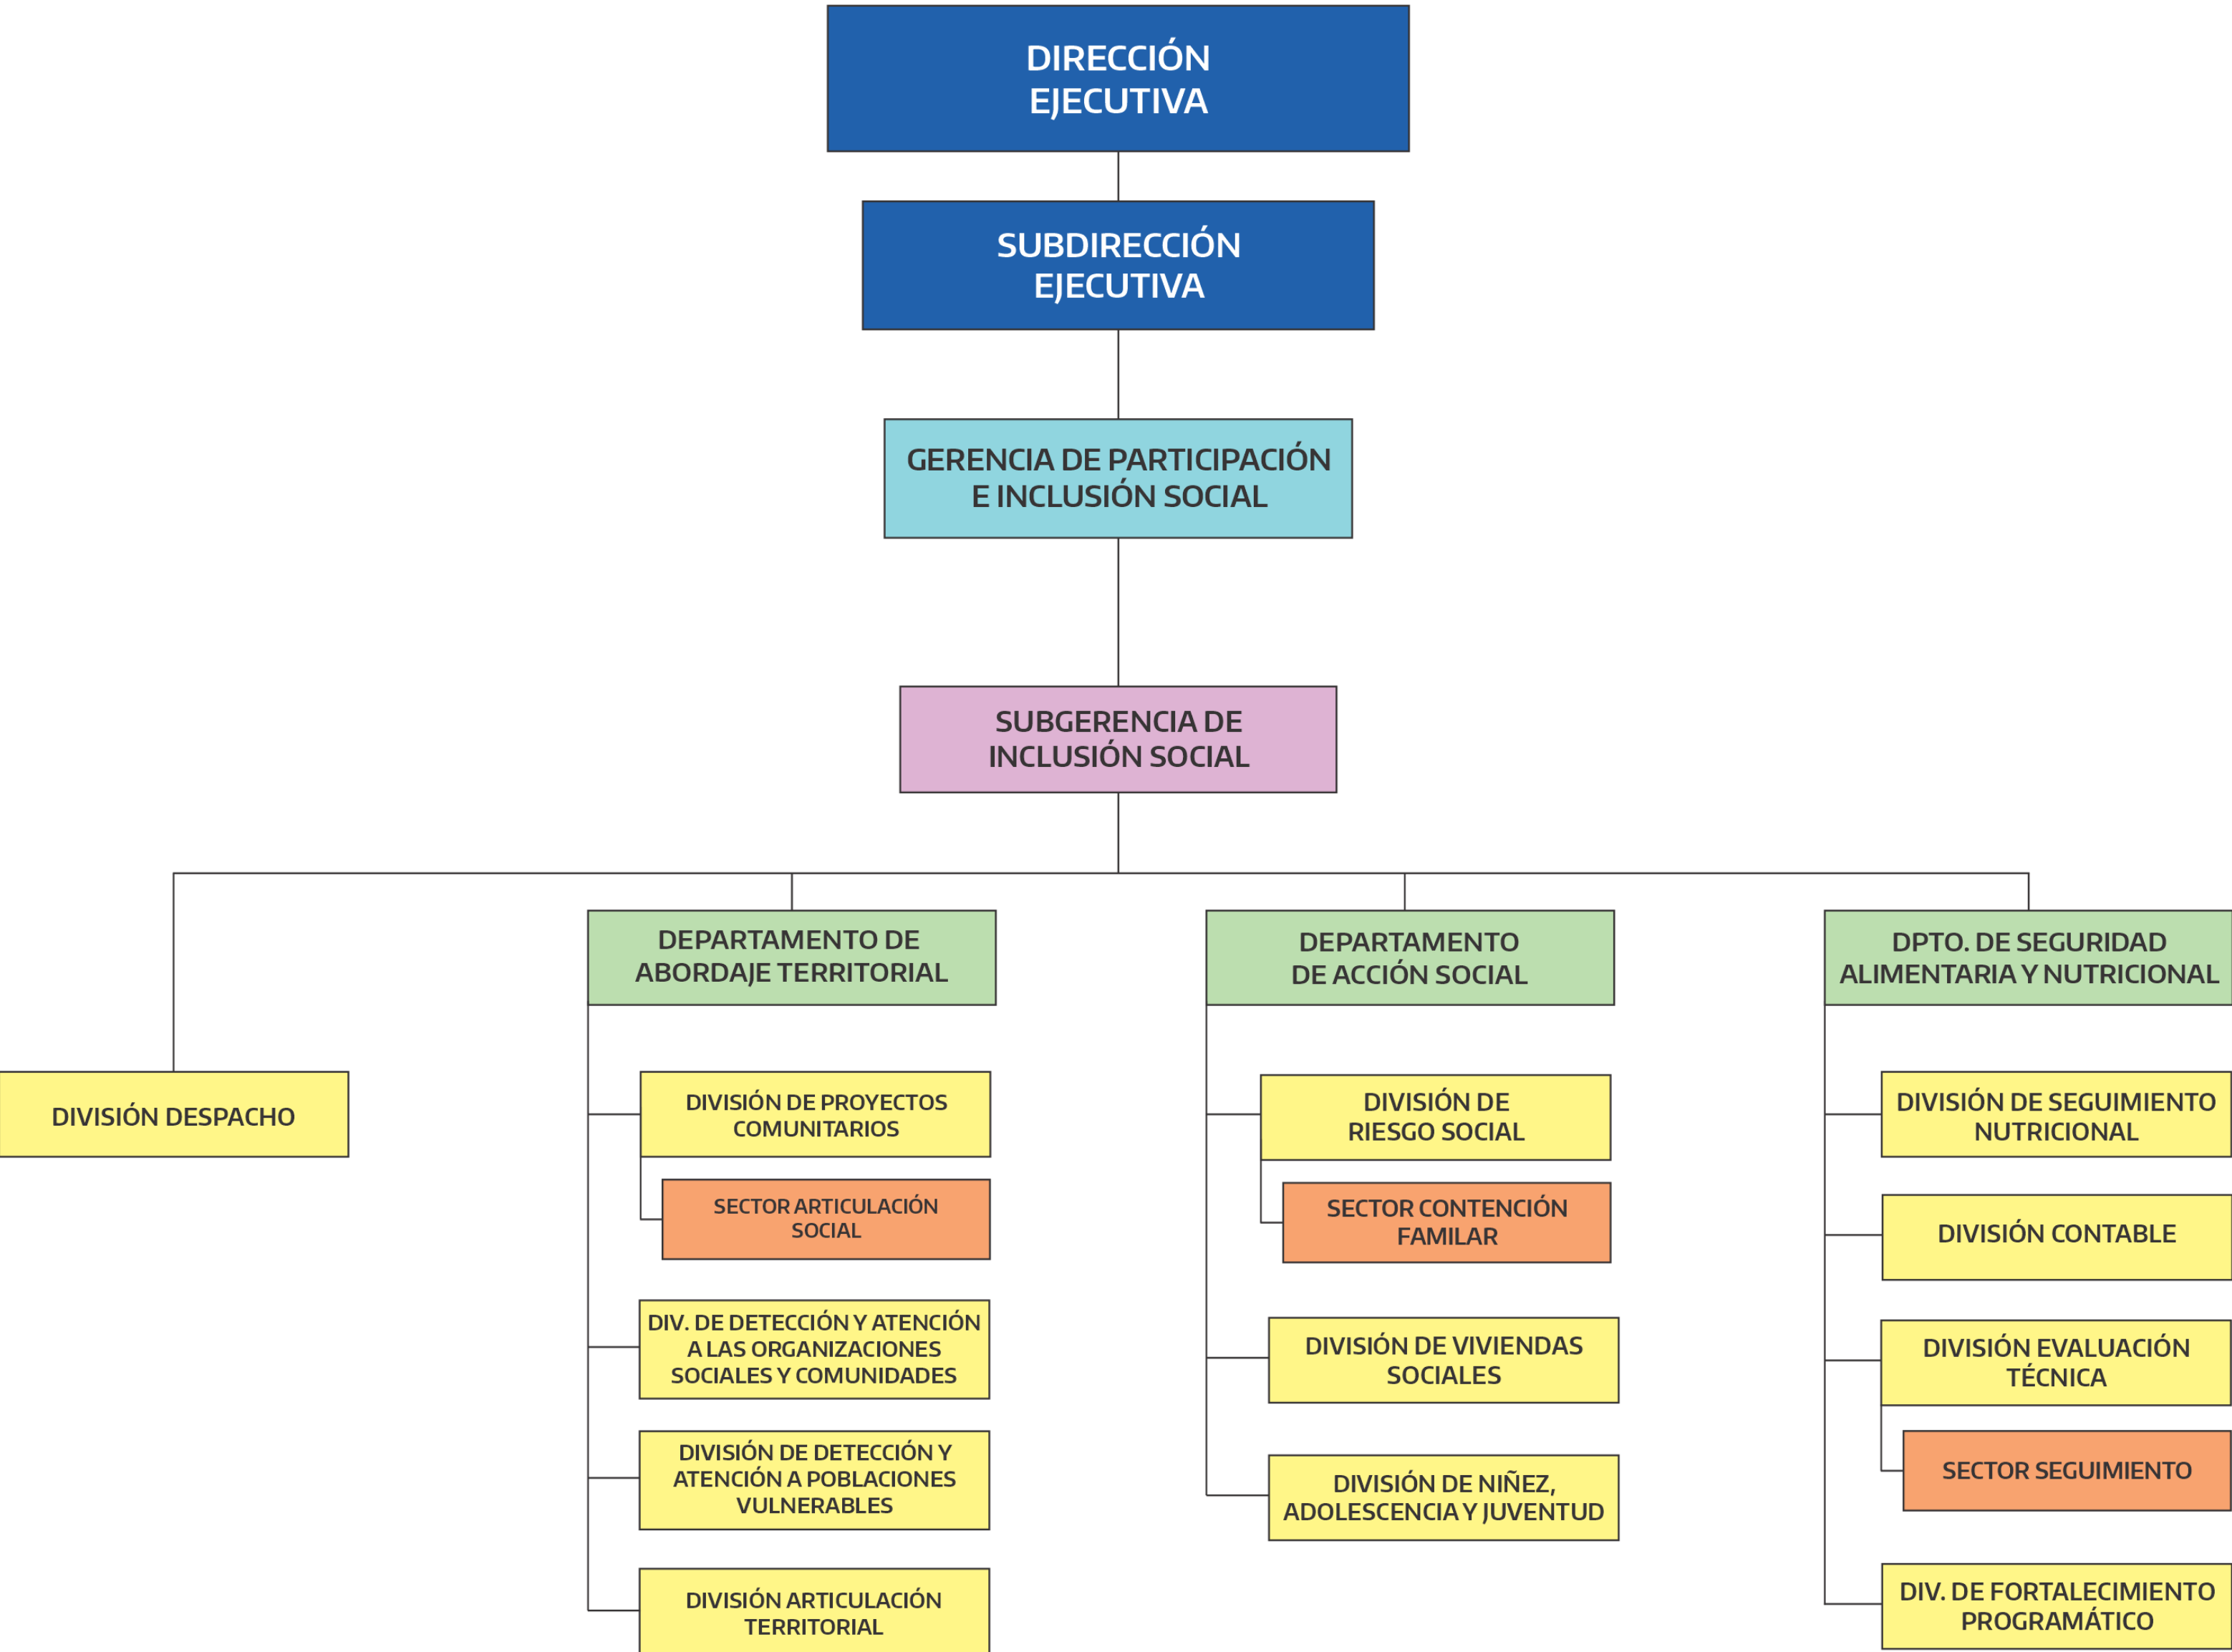 DIRECCIÓN
EJECUTIVA
SUBDIRECCIÓN
EJECUTIVA
GERENCIA DE PARTICIPACIÓN
E INCLUSIÓN SOCIAL
SUBGERENCIA DE
INCLUSIÓN SOCIAL
DIVISIÓN DESPACHO
DEPARTAMENTO DE
ABORDAJE TERRITORIAL
DIVISIÓN DE PROYECTOS
COMUNITARIOS
SECTOR ARTICULACIÓN
SOCIAL
DIV. DE DETECCIÓN Y ATENCIÓN
A LAS ORGANIZACIONES
SOCIALES Y COMUNIDADES
DIVISIÓN DE DETECCIÓN Y
ATENCIÓN A POBLACIONES
VULNERABLES
DIVISIÓN ARTICULACIÓN
TERRITORIAL
DEPARTAMENTO
DE ACCIÓN SOCIAL
DIVISIÓN DE
RIESGO SOCIAL
SECTOR CONTENCIÓN
FAMILAR
DIVISIÓN DE VIVIENDAS
SOCIALES
DIVISIÓN DE NIÑEZ,
ADOLESCENCIA Y JUVENTUD
DPTO. DE SEGURIDAD
ALIMENTARIA Y NUTRICIONAL
DIVISIÓN DE SEGUIMIENTO
NUTRICIONAL
DIVISIÓN CONTABLE
DIVISIÓN EVALUACIÓN
TÉCNICA
SECTOR SEGUIMIENTO
DIV. DE FORTALECIMIENTO
PROGRAMÁTICO